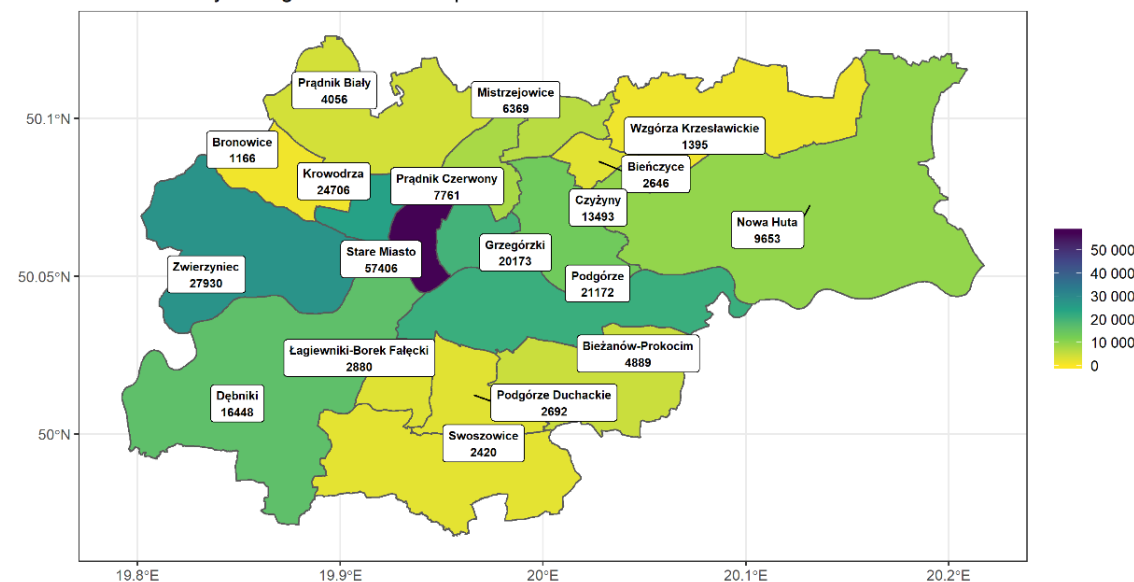 Prądnik Biały
4056
Mistrzejowice
6369
50.1°N
Wzgórza Krzesławickie
1395
Bronowice
1166
Bieńczyce
2646
Krowodrza
24706
Prądnik Czerwony
7761
Czyżyny
13493
Nowa Huta
9653
Stare Miasto
57406
Grzegórzki
20173
Zwierzyniec
27930
50.05°N
Podgórze
21172
50 000
40 000
30 000
20 000
10 000
0
Łagiewniki-Borek Fałęcki
2880
Bieżanów-Prokocim
4889
Dębniki
16448
Podgórze Duchackie
2692
50°N
Swoszowice
2420
19.8°E 19.9°E 20°E 20.1°E 20.2°E